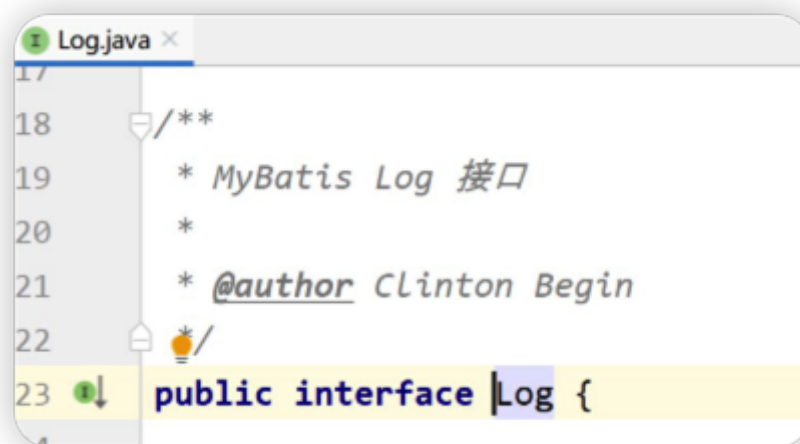 Log.java
17
18 /**
19 * MyBatis Log 接口
20 *
21 * @author Clinton Begin
22 */
23 public interface Log {